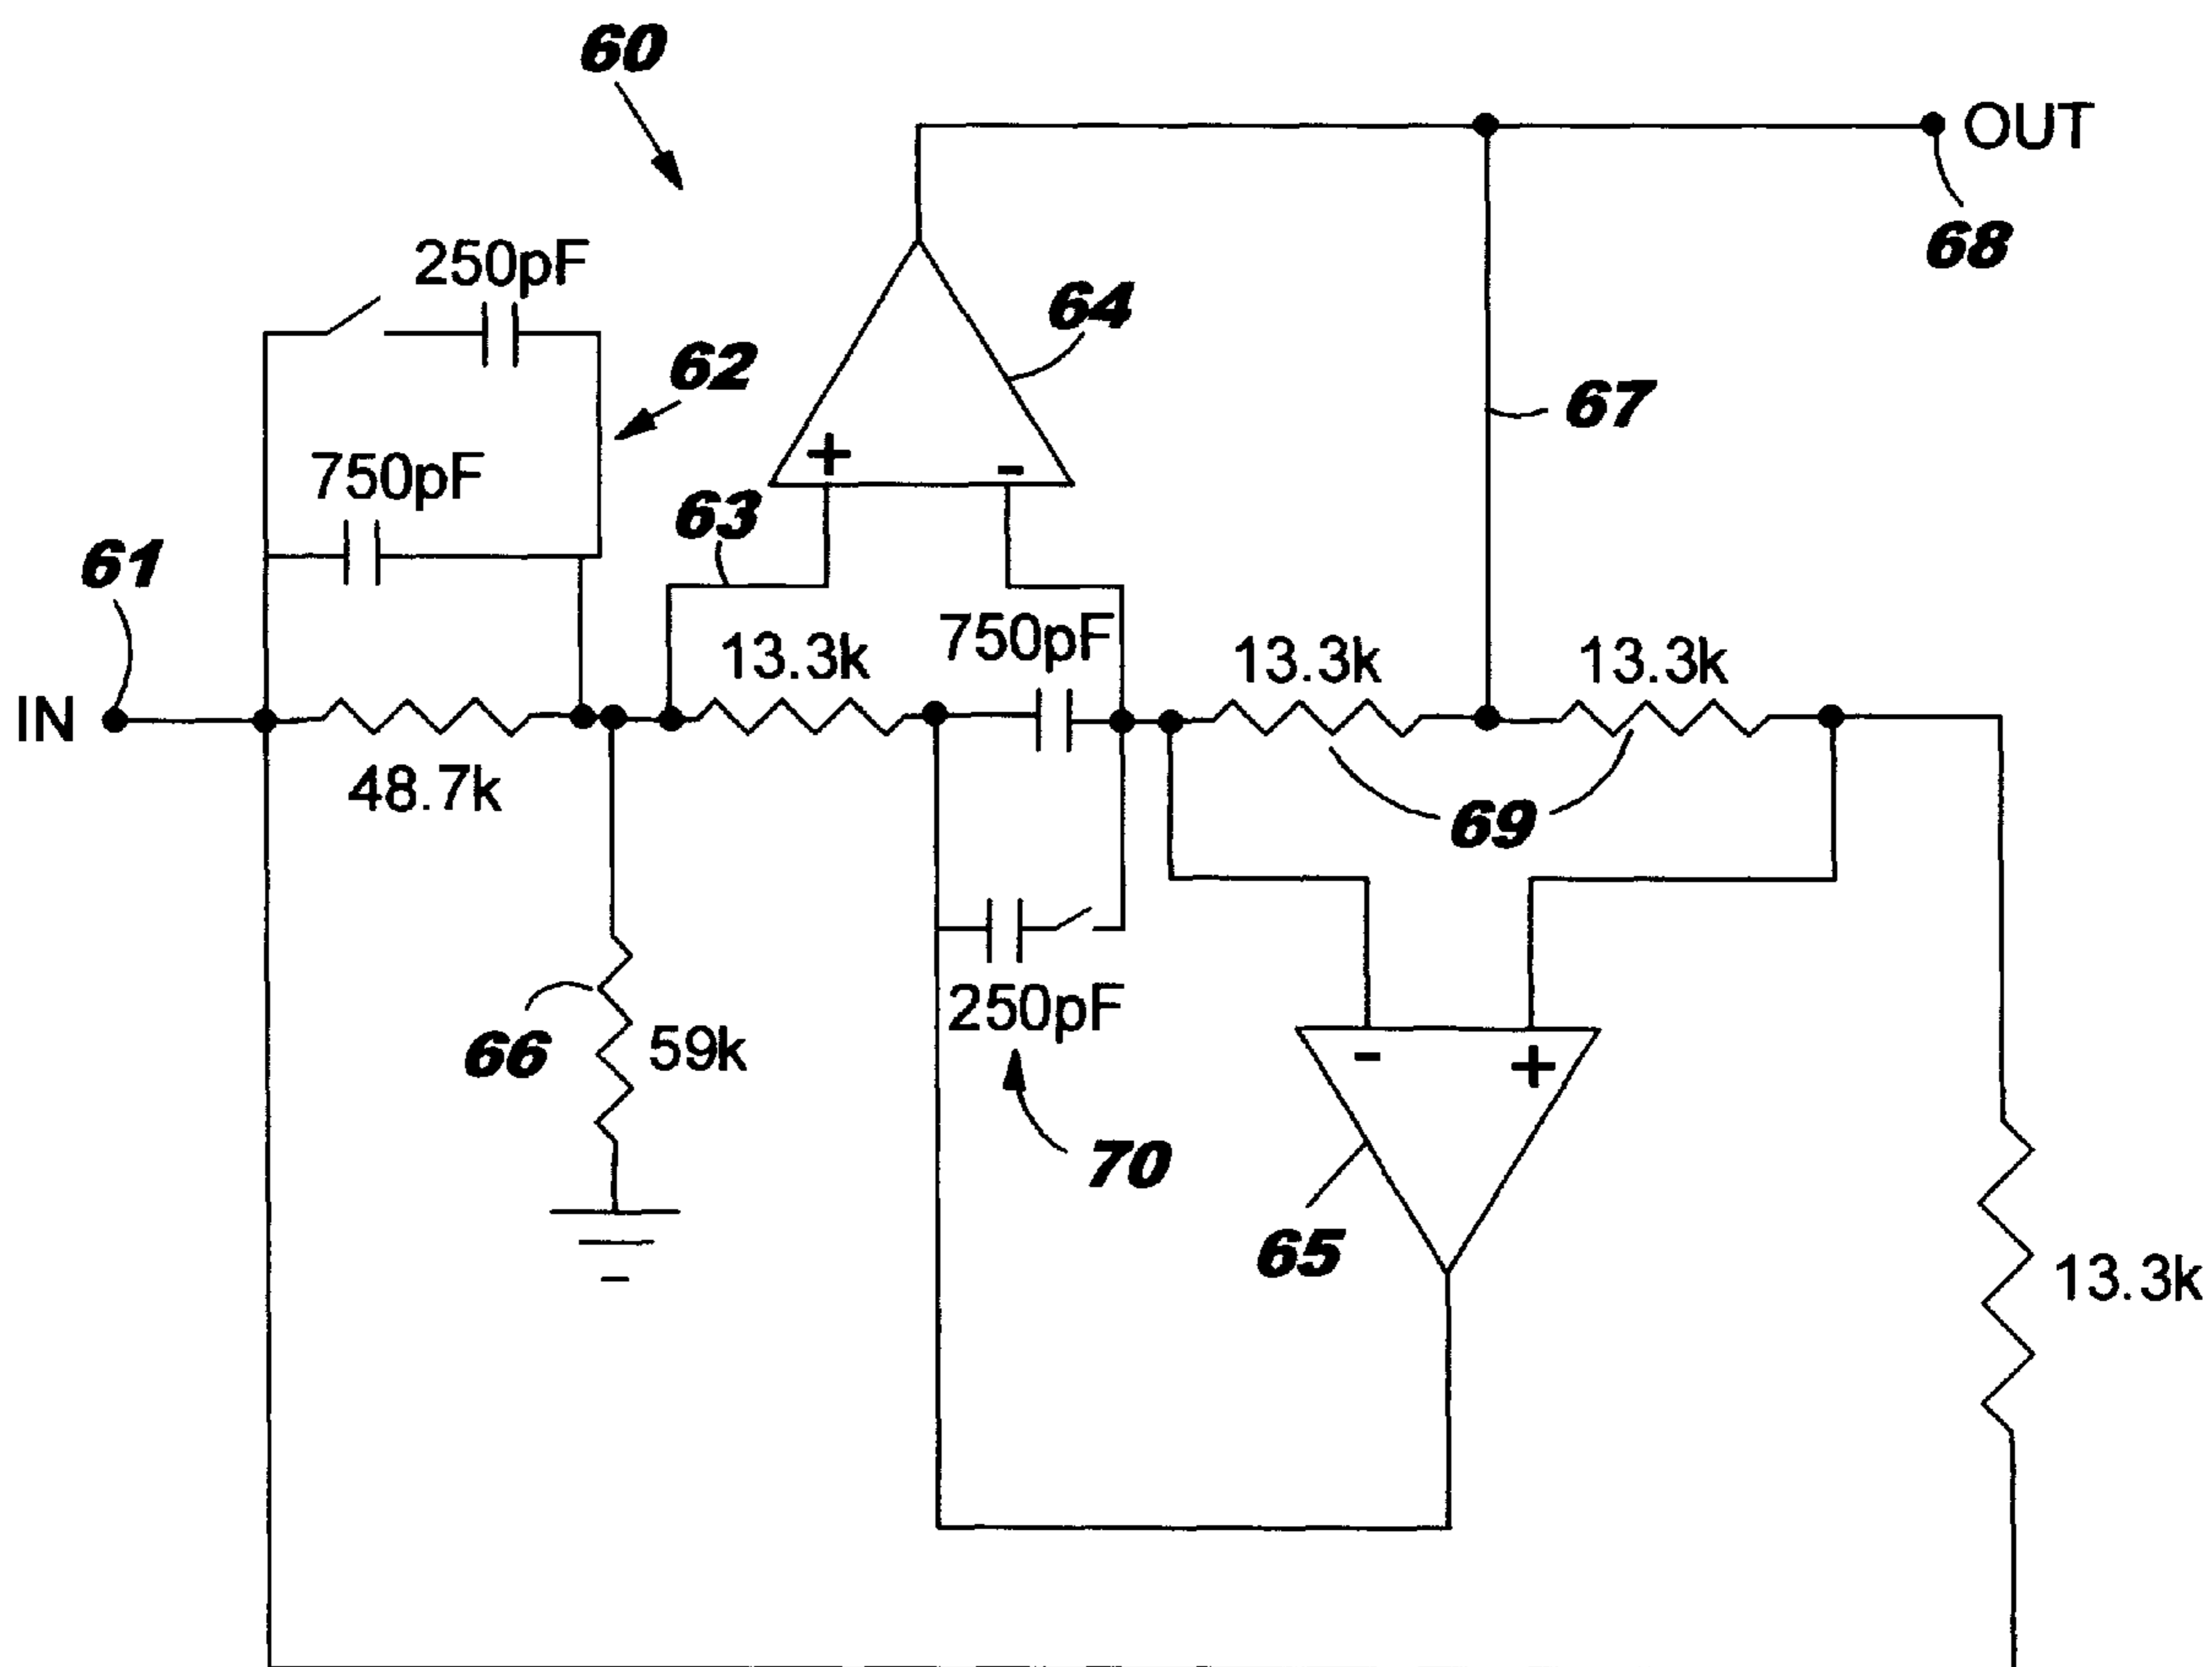 60
OUT
68
250pF
64
62
67
750pF
+
-
63
61
13.3k
750pF
13.3k
13.3k
IN
48.7k
69
66
59k
250pF
-
+
70
65
13.3k